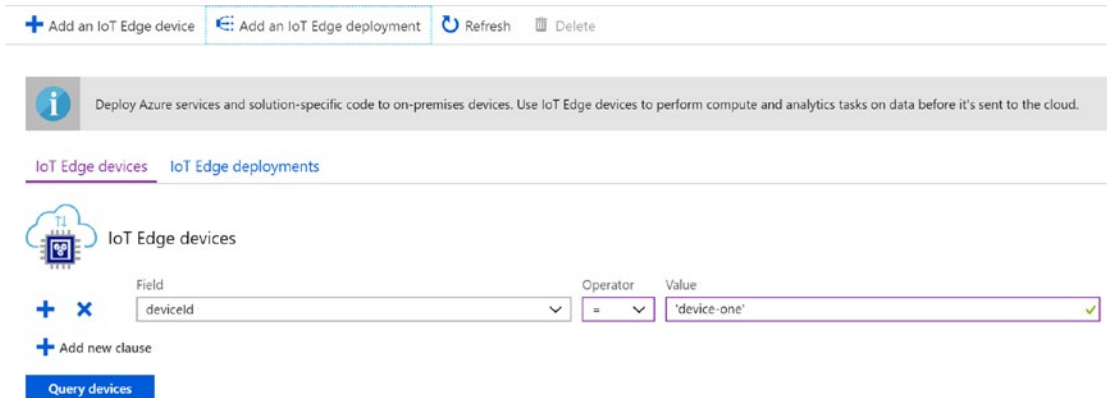 Add an IoT Edge device Add an IoT Edge deployment Refresh Delete
Deploy Azure services and solution-specific code to on-premises devices. Use IoT Edge devices to perform compute and analytics tasks on data before it's sent to the cloud.
IoT Edge devices IoT Edge deployments
IoT Edge devices
Field Operator Value
deviceId = 'device-one'
Add new clause
Query devices